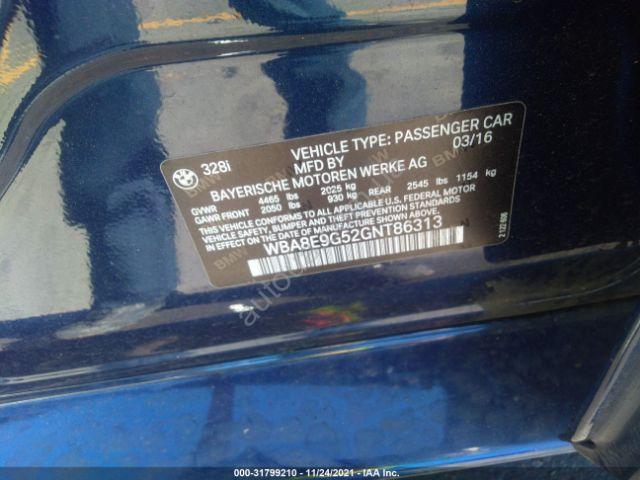 BMW
328i
VEHICLE TYPE: PASSENGER CAR
MFD BY 03/16
BAYERISCHE MOTOREN WERKE AG
GVWR 4465 lbs 2025 kg
GAWR FRONT 2050 lbs 930 kg REAR 2545 lbs 1154 kg
THIS VEHICLE CONFORMS TO ALL APPLICABLE U.S. FEDERAL MOTOR
VEHICLE SAFETY, BUMPER, AND THEFT PREVENTION STANDARDS
IN EFFECT ON THE DATE OF MANUFACTURE SHOWN ABOVE.
WBA8E9G52GNT86313
000-31799210 - 11/24/2021 - IAA Inc.